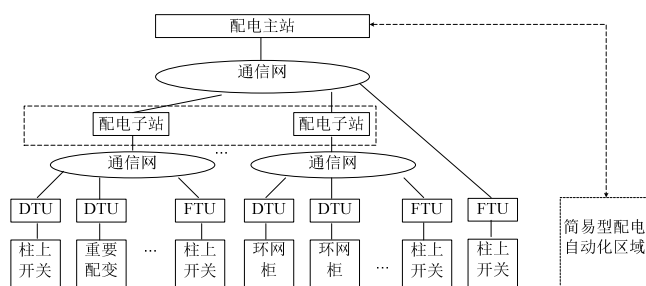 配电主站
通信网
配电子站
配电子站
...
通信网
通信网
DTU
DTU
FTU
DTU
DTU
FTU
FTU
柱上
开关
重要
配变
...
柱上
开关
环网
柜
环网
柜
...
柱上
开关
柱上
开关
简易型配电
自动化区域